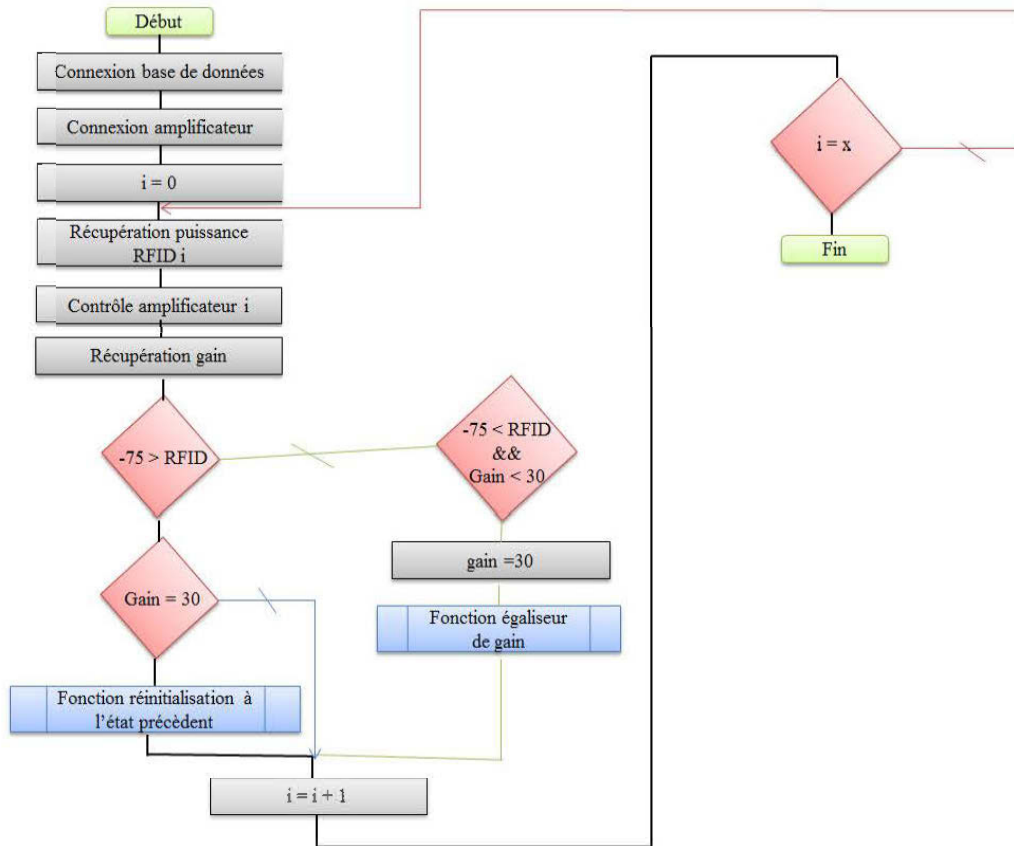 Début
Connexion base de données
Connexion amplificateur
i = 0
Récupération puissance
RFID i
Contrôle amplificateur i
Récupération gain
-75 > RFID
-75 < RFID
&&
Gain < 30
gain =30
Gain = 30
Fonction égaliseur
de gain
Fonction réinitialisation à
l’état précèdent
i = i + 1
i = x
Fin